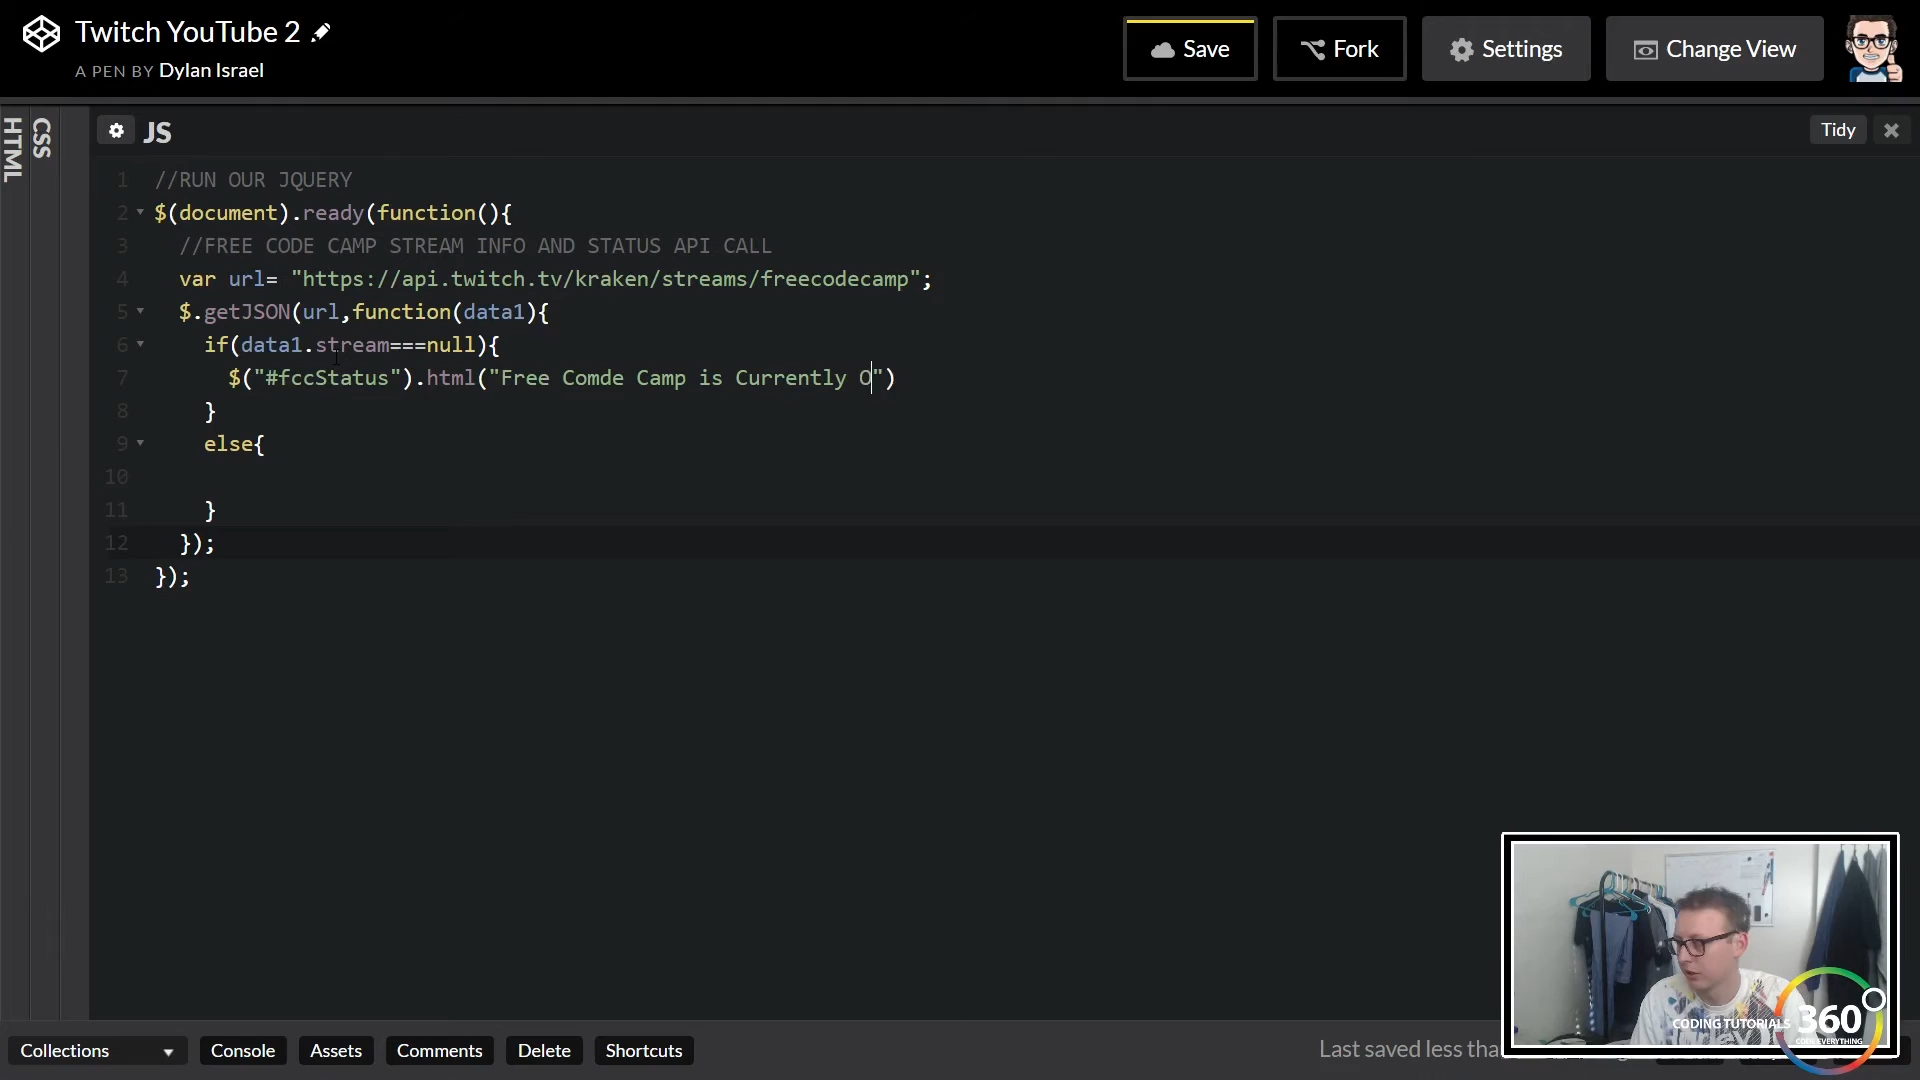 Twitch YouTube 2
A PEN BY Dylan Israel
Save
Fork
Settings
Change View
HTML
CSS
JS
Tidy
1 //RUN OUR JQUERY
2 $(document).ready(function(){
3 //FREE CODE CAMP STREAM INFO AND STATUS API CALL
4 var url= "https://api.twitch.tv/kraken/streams/freecodecamp";
5 $.getJSON(url,function(data1){
6 if(data1.stream===null){
7 $("#fccStatus").html("Free Comde Camp is Currently O")
8 }
9 else{
10
11 }
12 });
13 });
Collections
Console
Assets
Comments
Delete
Shortcuts
Last saved less tha
CODING TUTORIALS
360
CODE EVERYTHING